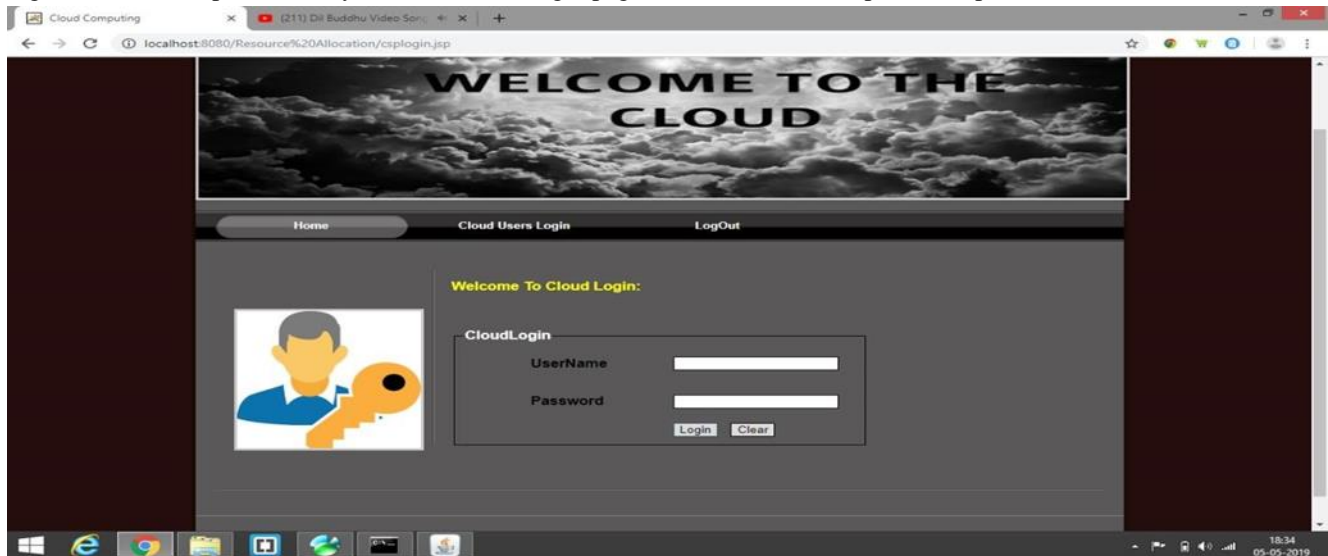 Cloud Computing
(211) Dil Buddhu Video Song
localhost:8080/Resource%20Allocation/csplogin.jsp
WELCOME TO THE
CLOUD
Home Cloud Users Login LogOut
Welcome To Cloud Login:
CloudLogin
UserName
Password
Login Clear
18:34
05-05-2019